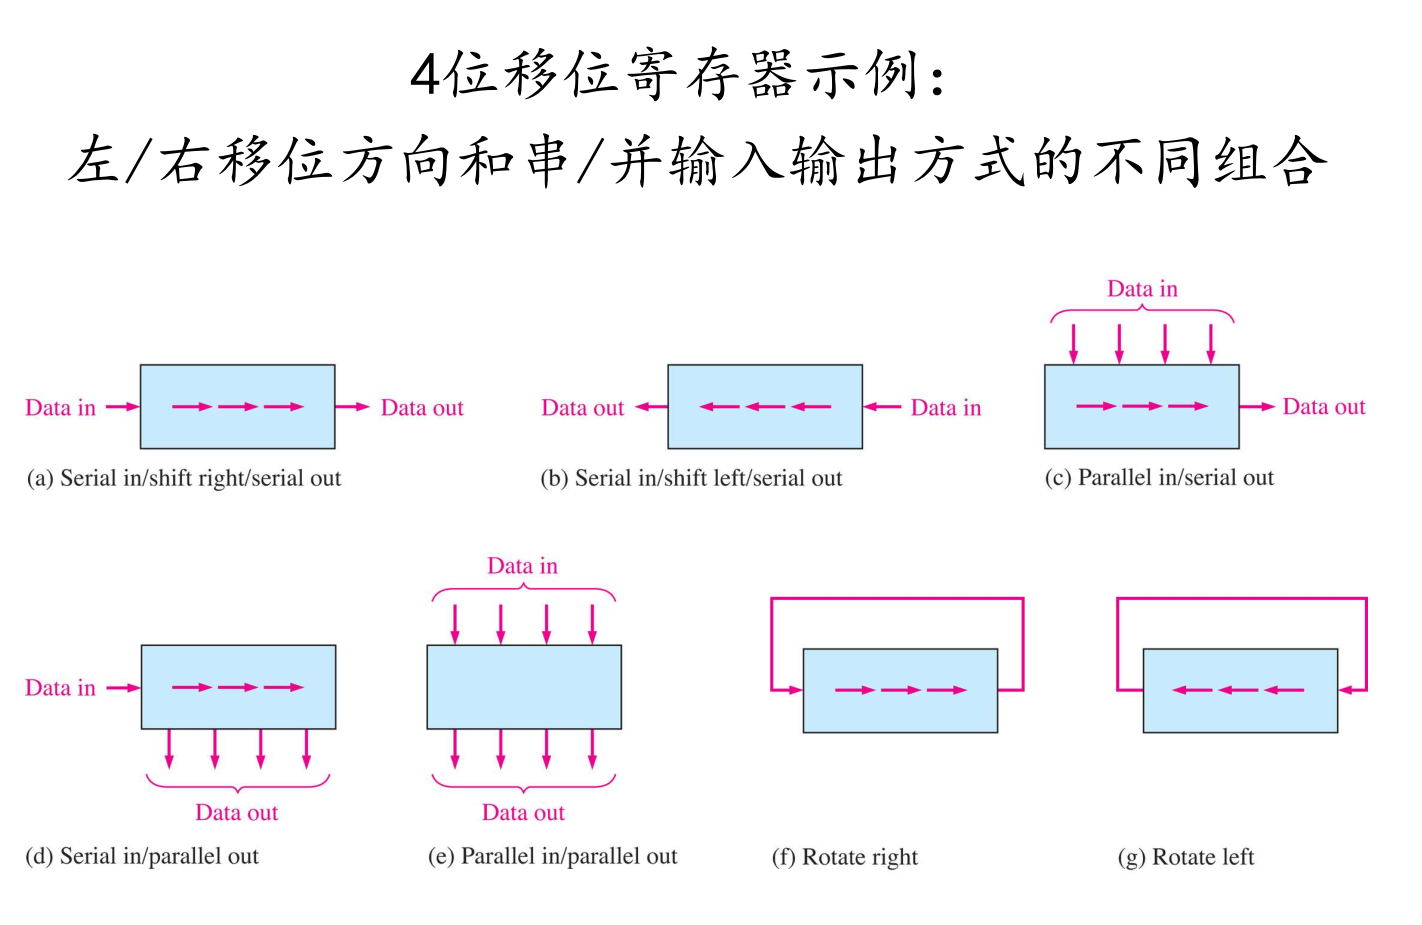 4位移位寄存器示例：
左/右移位方向和串/并输入输出方式的不同组合
Data in
Data in
Data out
Data out
Data in
Data out
(a) Serial in/shift right/serial out
(b) Serial in/shift left/serial out
(c) Parallel in/serial out
Data in
Data in
Data out
Data out
(d) Serial in/parallel out
(e) Parallel in/parallel out
(f) Rotate right
(g) Rotate left